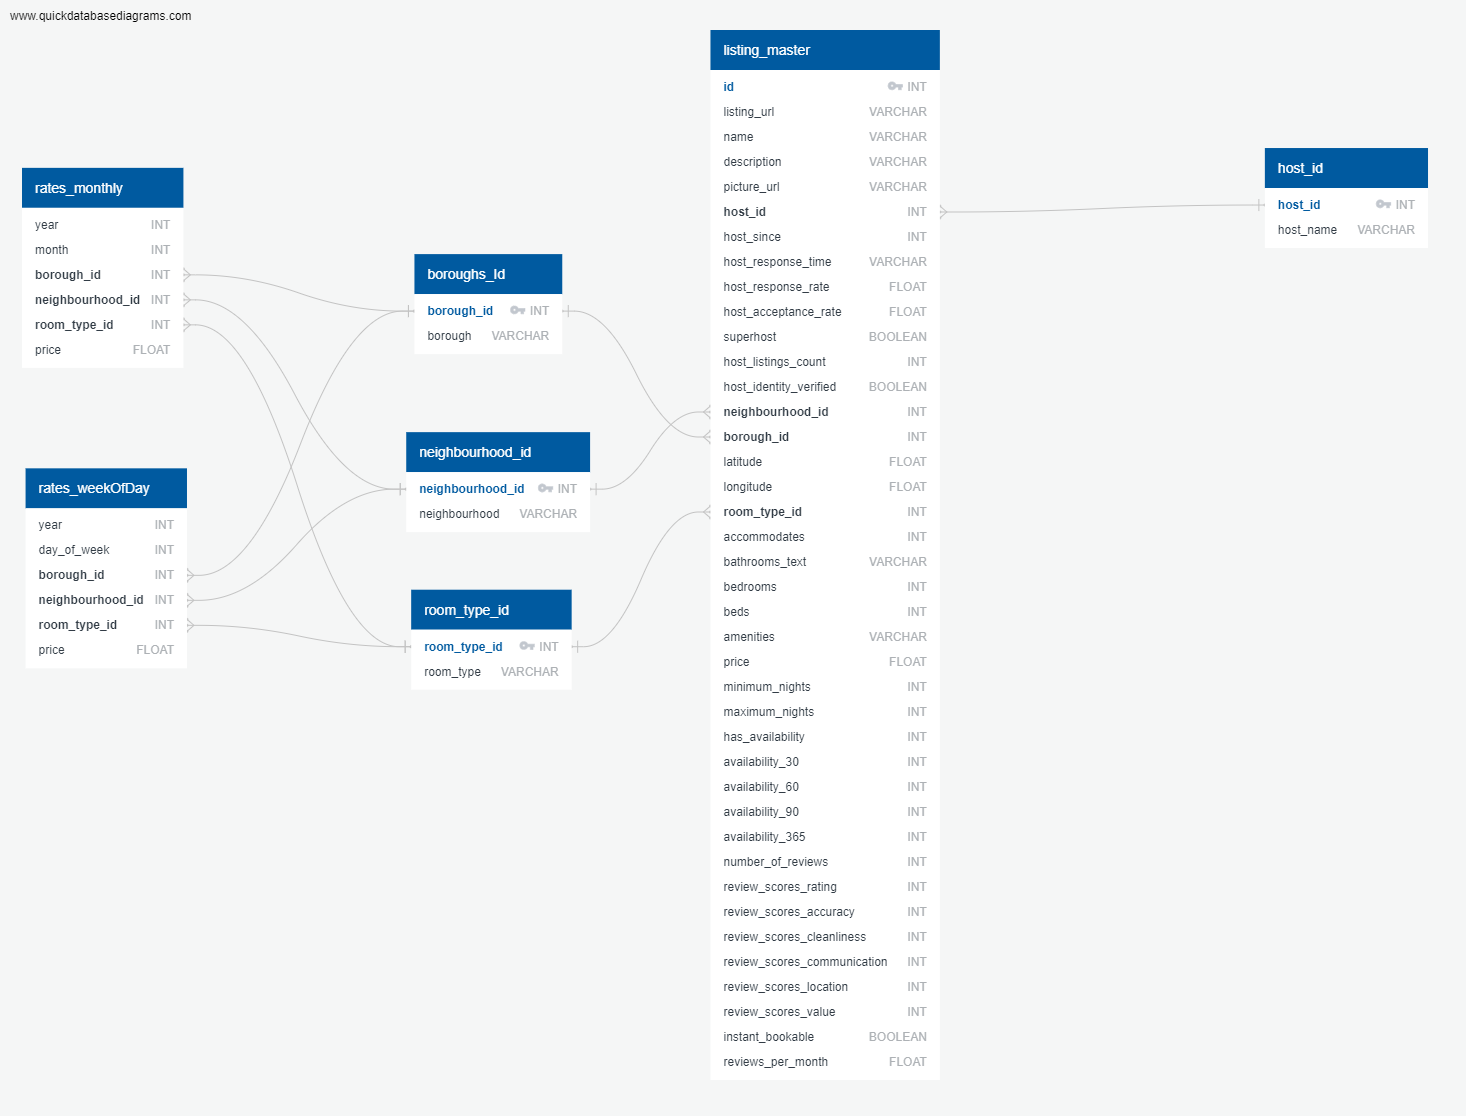 www.quickdatabasediagrams.com
rates_monthly
year INT
month INT
borough_id INT
neighbourhood_id INT
room_type_id INT
price FLOAT
rates_weekOfDay
year INT
day_of_week INT
borough_id INT
neighbourhood_id INT
room_type_id INT
price FLOAT
boroughs_Id
borough_id INT
borough VARCHAR
neighbourhood_id
neighbourhood_id INT
neighbourhood VARCHAR
room_type_id
room_type_id INT
room_type VARCHAR
listing_master
id INT
listing_url VARCHAR
name VARCHAR
description VARCHAR
picture_url VARCHAR
host_id INT
host_since INT
host_response_time VARCHAR
host_response_rate FLOAT
host_acceptance_rate FLOAT
superhost BOOLEAN
host_listings_count INT
host_identity_verified BOOLEAN
neighbourhood_id INT
borough_id INT
latitude FLOAT
longitude FLOAT
room_type_id INT
accommodates INT
bathrooms_text VARCHAR
bedrooms INT
beds INT
amenities VARCHAR
price FLOAT
minimum_nights INT
maximum_nights INT
has_availability INT
availability_30 INT
availability_60 INT
availability_90 INT
availability_365 INT
number_of_reviews INT
review_scores_rating INT
review_scores_accuracy INT
review_scores_cleanliness INT
review_scores_communication INT
review_scores_location INT
review_scores_value INT
instant_bookable BOOLEAN
reviews_per_month FLOAT
host_id
host_id INT
host_name VARCHAR